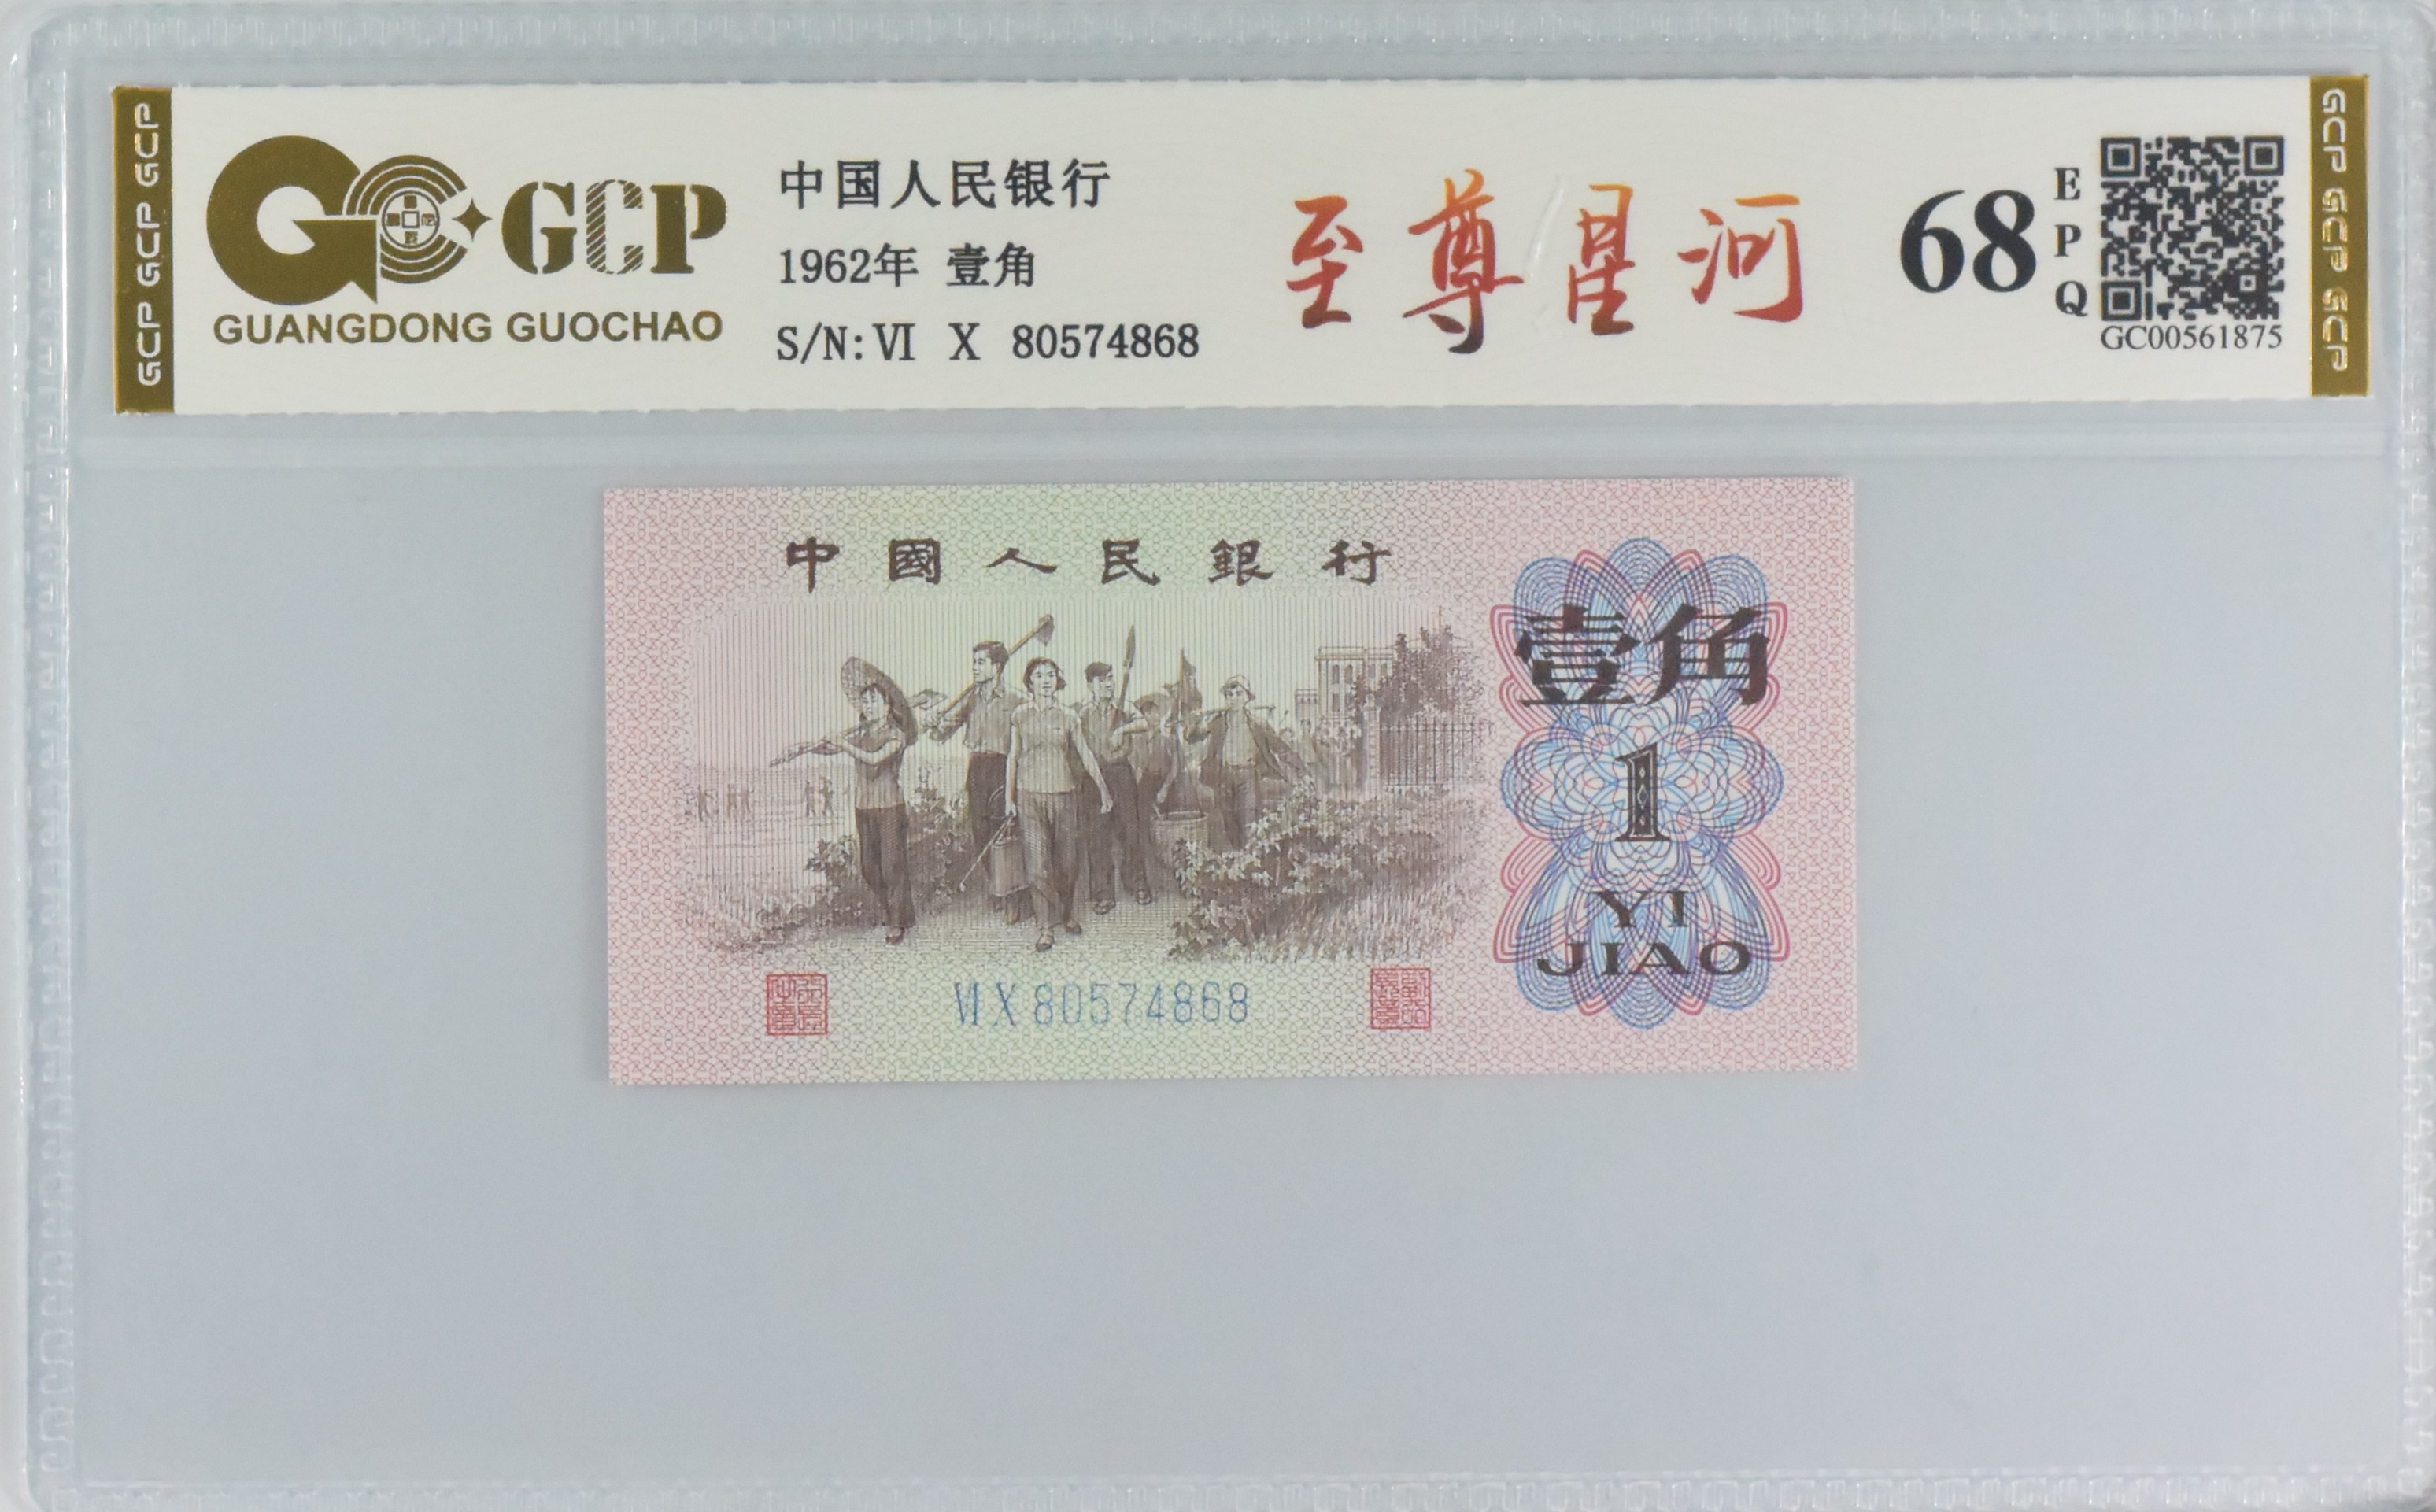 GCP GCP GCP
GCP
GUANGDONG GUOCHAO
中国人民银行
1962年 壹角
S/N: VI X 80574868
至尊星河
68
EPQ
GC00561875
GCP GCP GCP
中國人民銀行
壹角
1
YI
JIAO
VI X 80574868